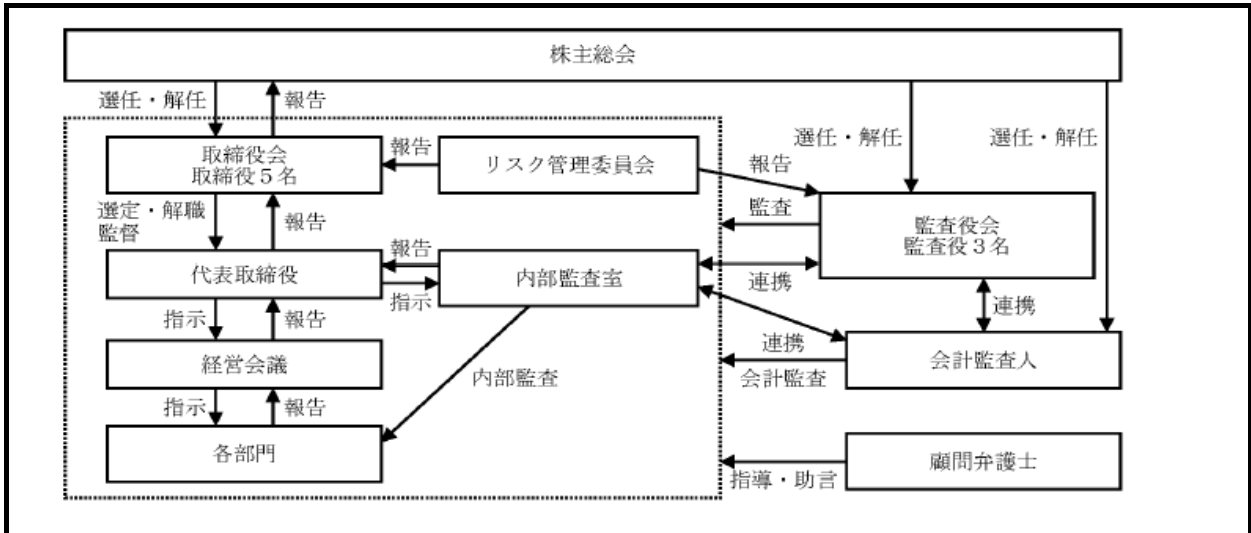 株主総会
選任・解任
報告
選任・解任
選任・解任
取締役会
取締役５名
報告
リスク管理委員会
報告
監査役会
監査役３名
選定・解職
監督
報告
監査
代表取締役
報告
指示
内部監査室
連携
連携
指示
報告
経営会議
内部監査
連携
会計監査
会計監査人
指示
報告
各部門
顧問弁護士
指導・助言